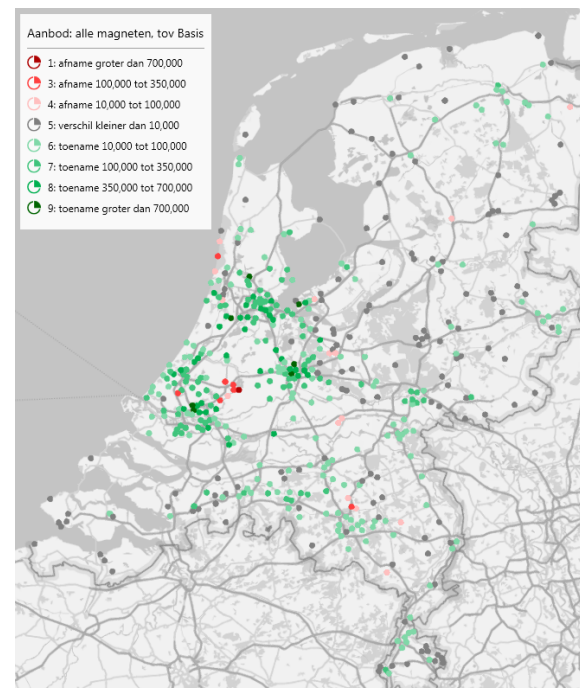 Aanbod: alle magneten, tov Basis
1: afname groter dan 700,000
3: afname 100,000 tot 350,000
4: afname 10,000 tot 100,000
5: verschil kleiner dan 10,000
6: toename 10,000 tot 100,000
7: toename 100,000 tot 350,000
8: toename 350,000 tot 700,000
9: toename groter dan 700,000